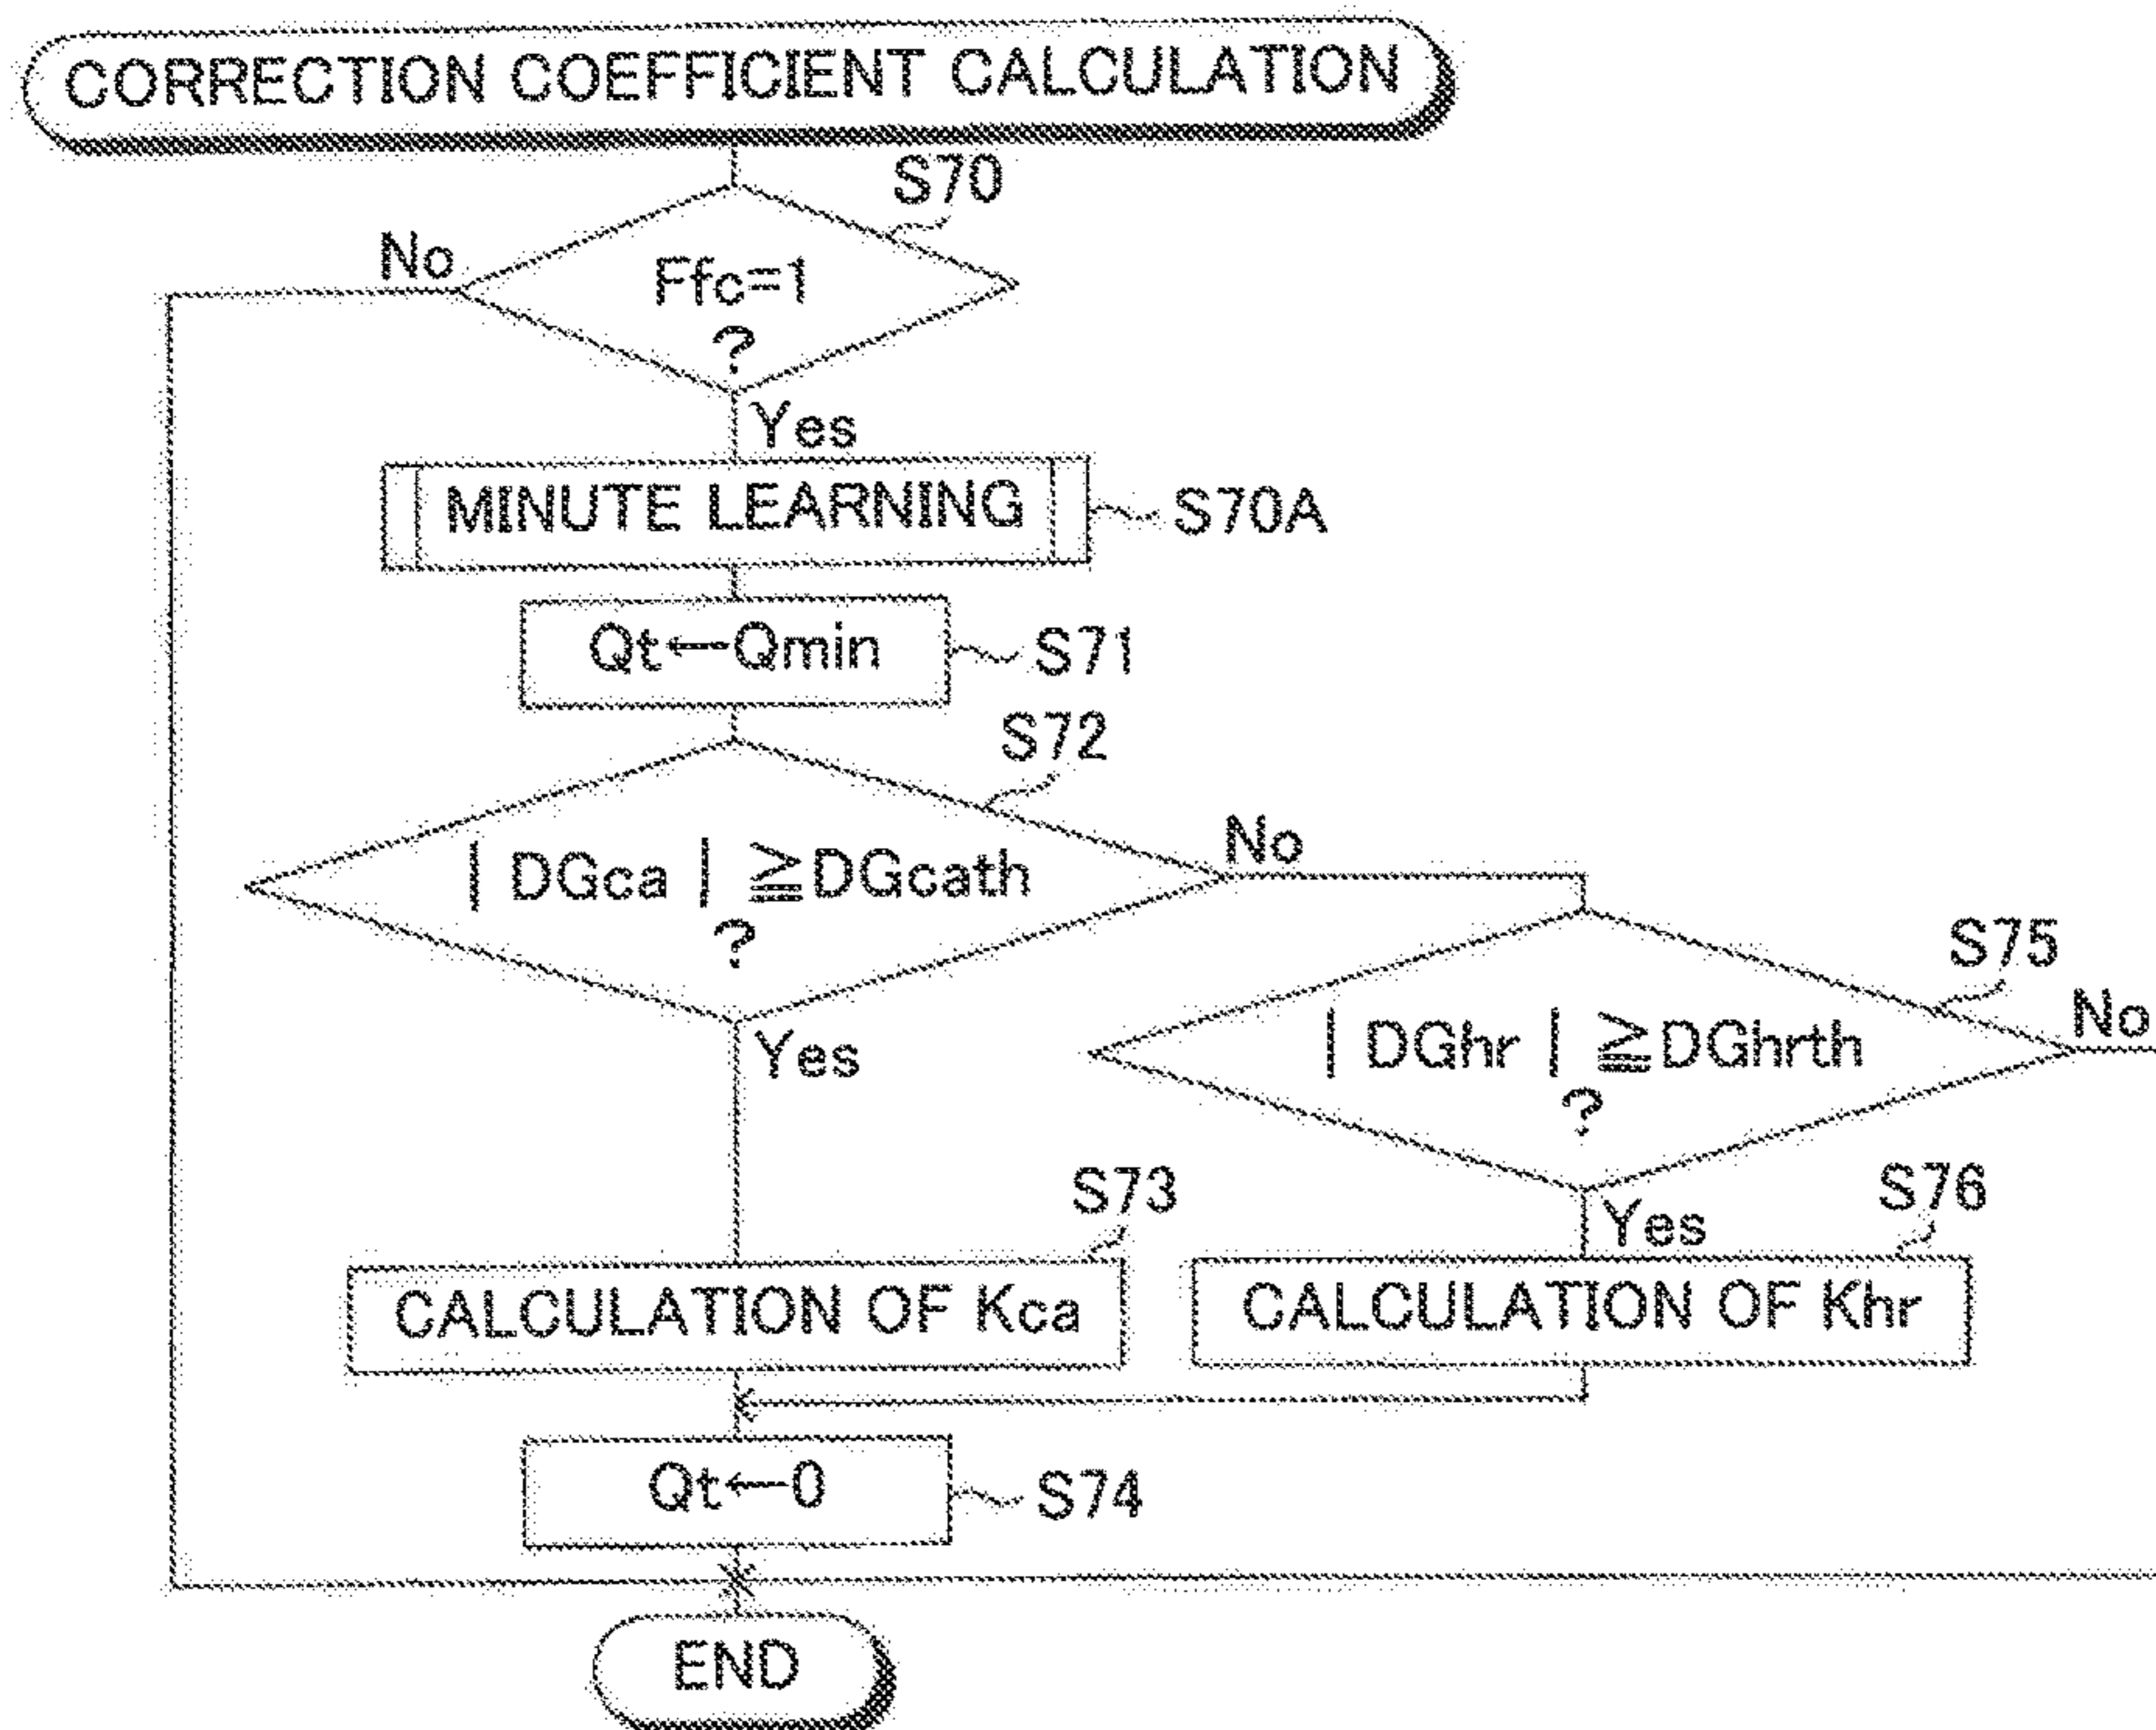 CORRECTION COEFFICIENT CALCULATION
S70
No
Ffc=1
?
Yes
MINUTE LEARNING
S70A
Qt←Qmin
S71
S72
| DGca | ≧DGcath
?
No
Yes
S75
| DGhr | ≧DGhrth
?
No
Yes
S73
CALCULATION OF Kca
S76
CALCULATION OF Khr
Qt←0
S74
END